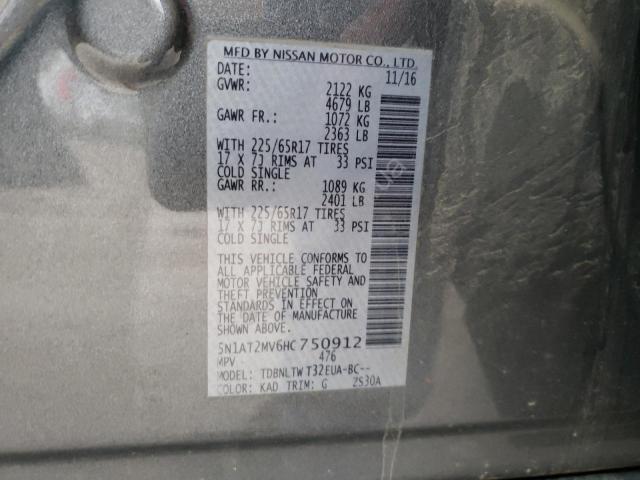 MFD BY NISSAN MOTOR CO., LTD.
DATE: 11/16
GVWR: 2122 KG
4679 LB
GAWR FR.: 1072 KG
2363 LB
WITH 225/65R17 TIRES
17 X 7J RIMS AT 33 PSI
COLD SINGLE
GAWR RR.: 1089 KG
2401 LB
WITH 225/65R17 TIRES
17 X 7J RIMS AT 33 PSI
COLD SINGLE
THIS VEHICLE CONFORMS TO
ALL APPLICABLE FEDERAL
MOTOR VEHICLE SAFETY AND
THEFT PREVENTION
STANDARDS IN EFFECT ON
THE DATE OF MANUFACTURE
SHOWN ABOVE.
5N1AT2MV6HC750912
MPV 476
MODEL: TDBNLTW T32EUA-BC--
COLOR: KAD TRIM: G ZS30A